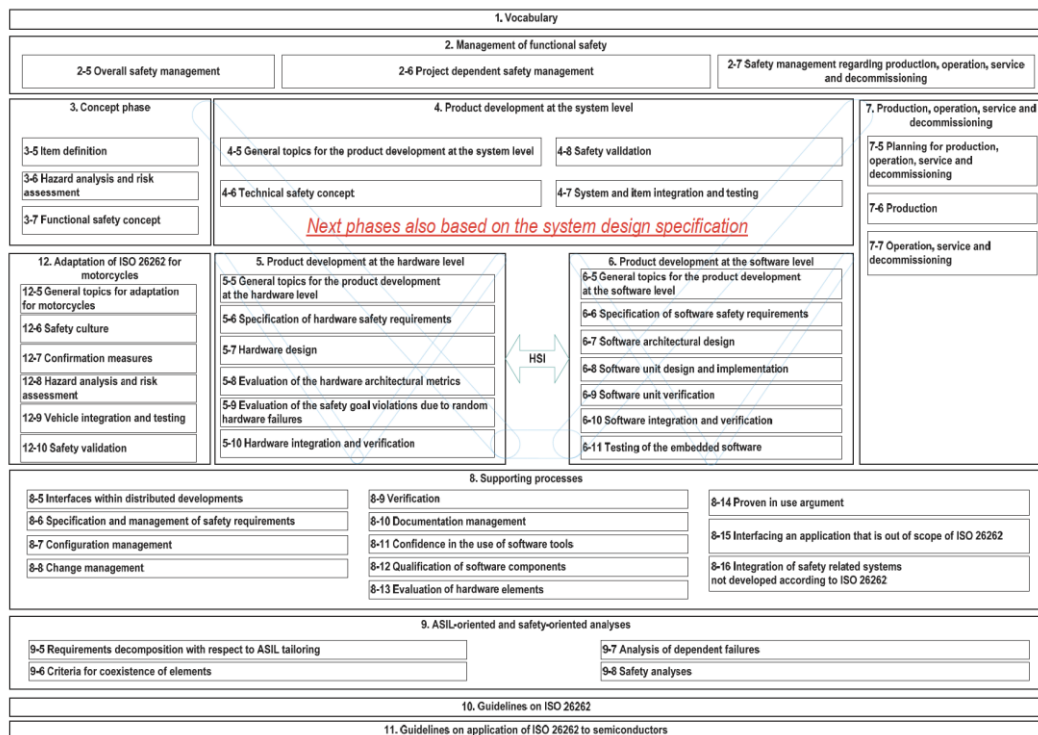 1. Vocabulary
2. Management of functional safety
2-5 Overall safety management
2-6 Project dependent safety management
2-7 Safety management regarding production, operation, service
and decommissioning
3. Concept phase
3-5 Item definition
3-6 Hazard analysis and risk
assessment
3-7 Functional safety concept
4. Product development at the system level
4-5 General topics for the product development at the system level
4-6 Technical safety concept
4-8 Safety validation
4-7 System and item integration and testing
Next phases also based on the system design specification
7. Production, operation, service and
decommissioning
7-5 Planning for production,
operation, service and
decommissioning
7-6 Production
7-7 Operation, service and
decommissioning
12. Adaptation of ISO 26262 for
motorcycles
12-5 General topics for adaptation
for motorcycles
12-6 Safety culture
12-7 Confirmation measures
12-8 Hazard analysis and risk
assessment
12-9 Vehicle integration and testing
12-10 Safety validation
5. Product development at the hardware level
5-5 General topics for the product development
at the hardware level
5-6 Specification of hardware safety requirements
5-7 Hardware design
5-8 Evaluation of the hardware architectural metrics
5-9 Evaluation of the safety goal violations due to random
hardware failures
5-10 Hardware integration and verification
HSI
6. Product development at the software level
6-5 General topics for the product development
at the software level
6-6 Specification of software safety requirements
6-7 Software architectural design
6-8 Software unit design and implementation
6-9 Software unit verification
6-10 Software integration and verification
6-11 Testing of the embedded software
8. Supporting processes
8-5 Interfaces within distributed developments
8-6 Specification and management of safety requirements
8-7 Configuration management
8-8 Change management
8-9 Verification
8-10 Documentation management
8-11 Confidence in the use of software tools
8-12 Qualification of software components
8-13 Evaluation of hardware elements
8-14 Proven in use argument
8-15 Interfacing an application that is out of scope of ISO 26262
8-16 Integration of safety related systems
not developed according to ISO 26262
9. ASIL-oriented and safety-oriented analyses
9-5 Requirements decomposition with respect to ASIL tailoring
9-6 Criteria for coexistence of elements
9-7 Analysis of dependent failures
9-8 Safety analyses
10. Guidelines on ISO 26262
11. Guidelines on application of ISO 26262 to semiconductors